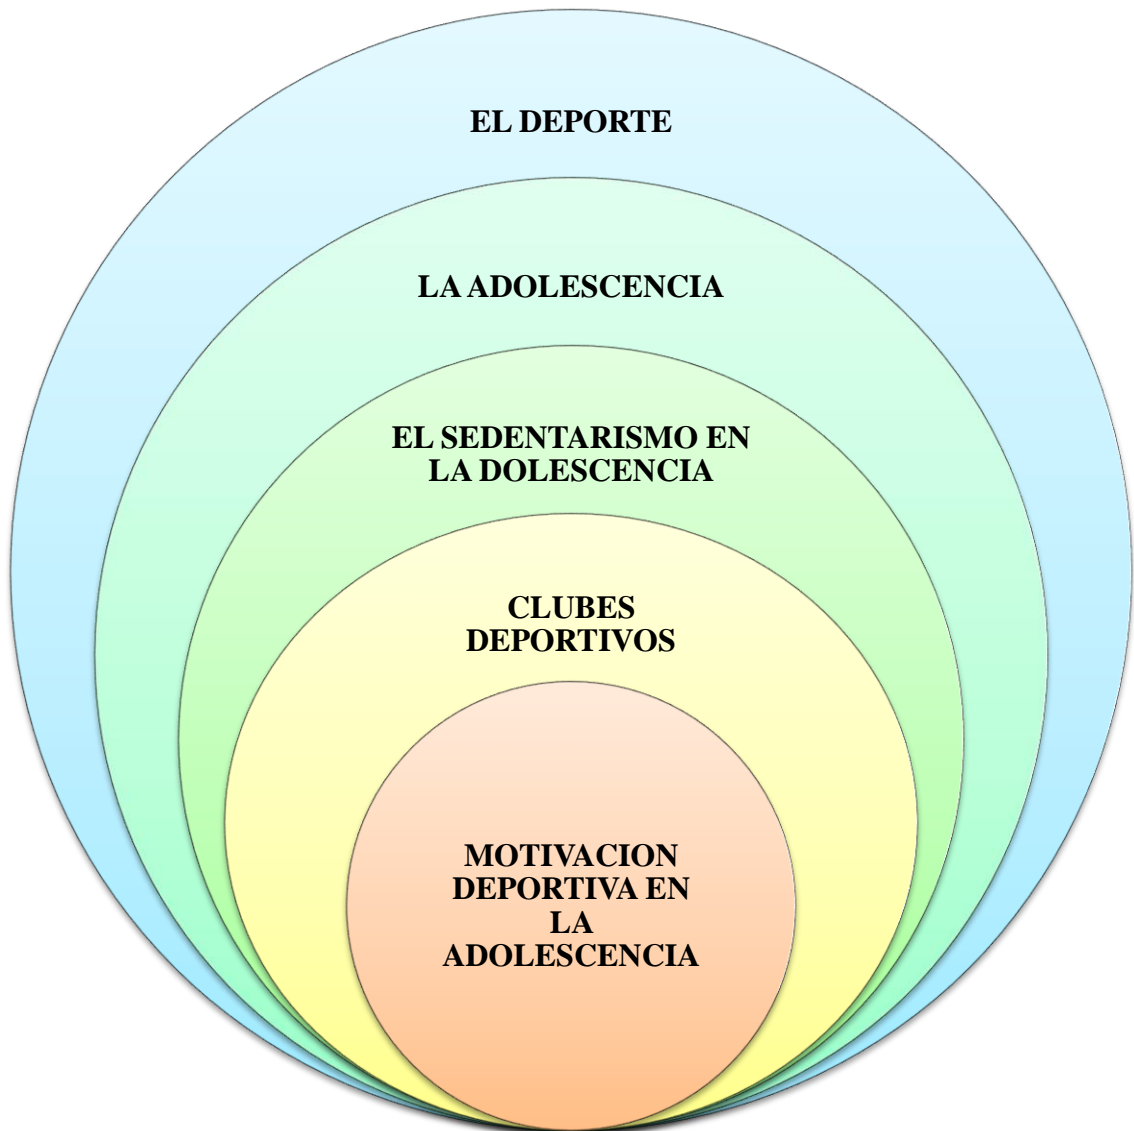 EL DEPORTE
LA ADOLESCENCIA
EL SEDENTARISMO EN
LA DOLESCENCIA
CLUBES
DEPORTIVOS
MOTIVACION
DEPORTIVA EN
LA
ADOLESCENCIA